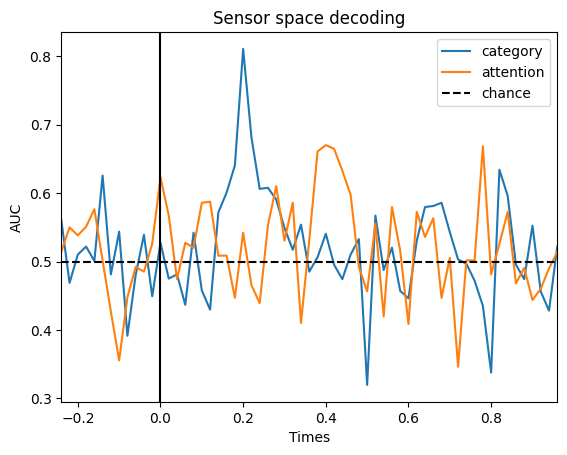 Sensor space decoding
category
attention
chance
AUC
0.8
0.7
0.6
0.5
0.4
0.3
−0.2
0.0
0.2
0.4
0.6
0.8
Times